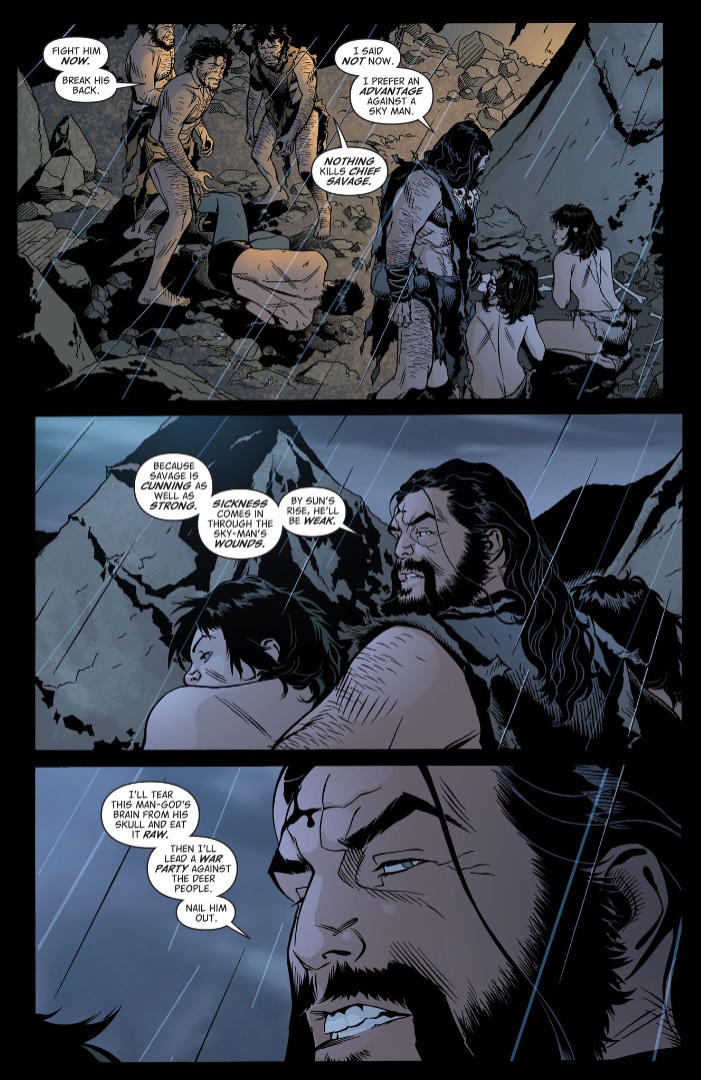 FIGHT HIM
NOW.
BREAK HIS
BACK.
I SAID
NOT NOW.
I PREFER AN
ADVANTAGE
AGAINST A
SKY MAN.
NOTHING
KILLS CHIEF
SAVAGE.
BECAUSE
SAVAGE IS
CUNNING AS
WELL AS
STRONG.
SICKNESS
COMES IN
THROUGH THE
SKY-MAN'S
WOUNDS.
BY SUN'S
RISE, HE'LL
BE WEAK.
I'LL TEAR
THIS MAN-GOD'S
BRAIN FROM HIS
SKULL AND EAT
IT RAW.
THEN I'LL
LEAD A WAR
PARTY AGAINST
THE DEER
PEOPLE.
NAIL HIM
OUT.